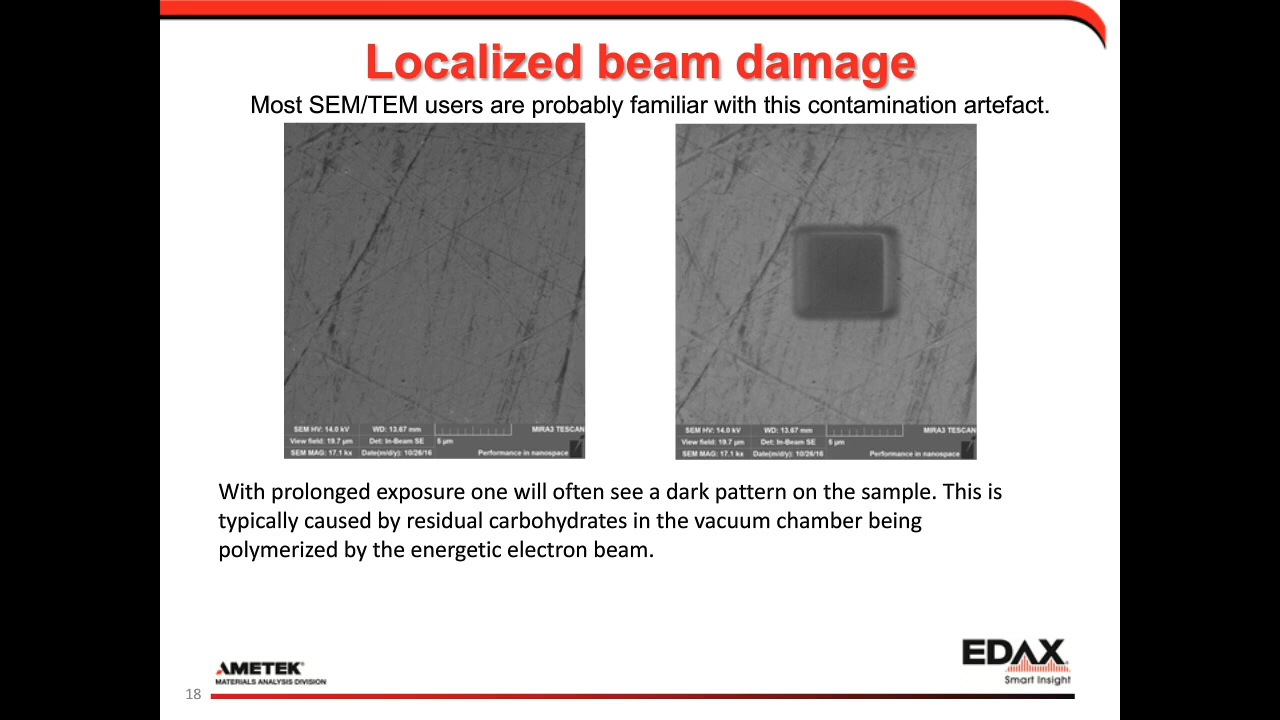 Localized beam damage
Most SEM/TEM users are probably familiar with this contamination artefact.
SEM HV: 14.0 kV WD: 13.67 mm MIRA3 TESCAN
View field: 19.7 µm Det: In-Beam SE 5 µm
SEM MAG: 17.1 kx Date(m/d/y): 10/26/16 Performance in nanospace
SEM HV: 14.0 kV WD: 13.67 mm MIRA3 TESCAN
View field: 19.7 µm Det: In-Beam SE 5 µm
SEM MAG: 17.1 kx Date(m/d/y): 10/26/16 Performance in nanospace
With prolonged exposure one will often see a dark pattern on the sample. This is
typically caused by residual carbohydrates in the vacuum chamber being
polymerized by the energetic electron beam.
AMETEK®
MATERIALS ANALYSIS DIVISION
EDAX
Smart Insight
18